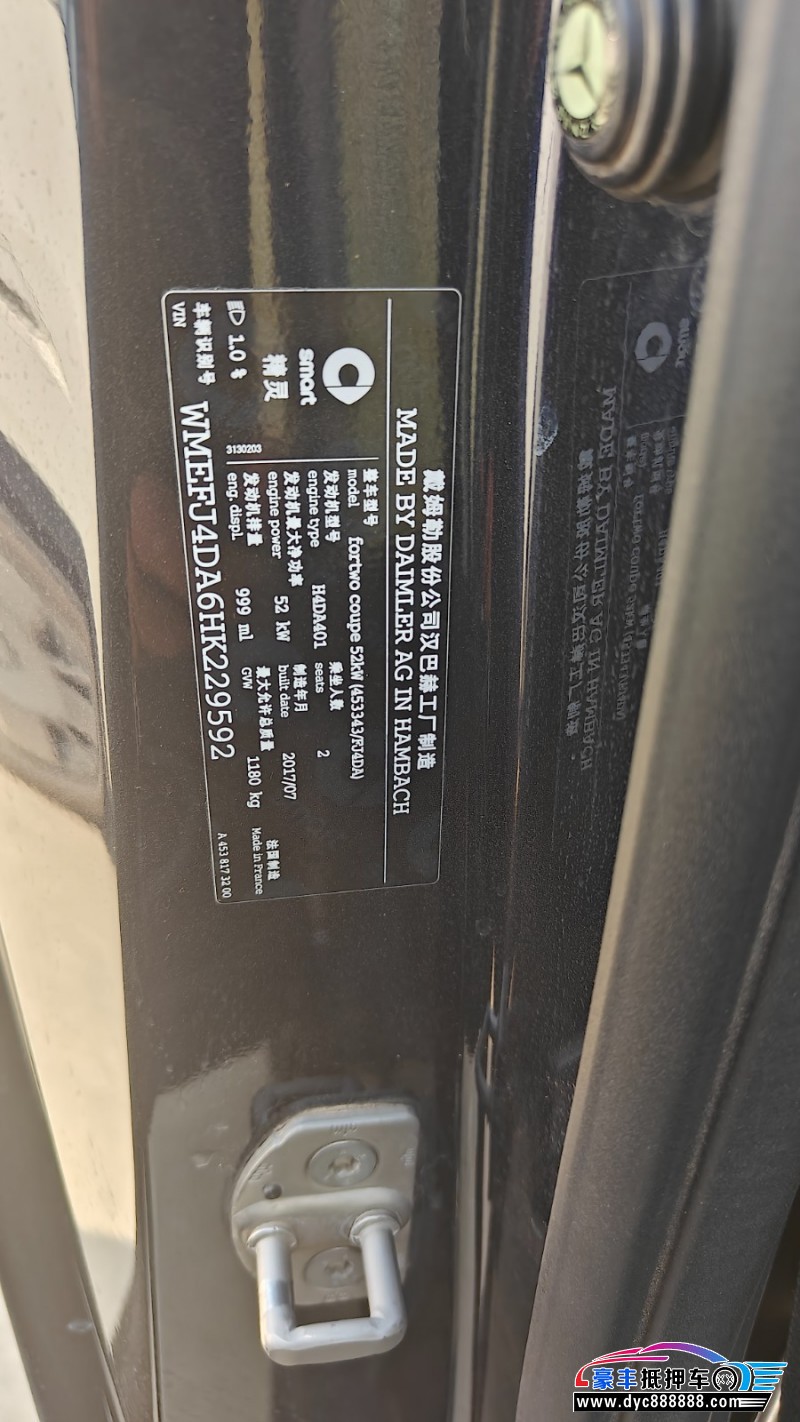 戴姆勒股份公司汉巴赫工厂制造
MADE BY DAIMLER AG IN HAMBACH
smart
精灵
1.0 %
3130203
整车型号
model fortwo coupe 52kW (453343/FJ4DA)
发动机型号
engine type H4DA401
乘坐人数
seats 2
发动机最大净功率
engine power 52 kW
制造年月
built date 2017/07
发动机排量
eng. displ. 999 ml
最大允许总质量
GVW 1180 kg
法国制造
Made in France
车辆识别号
VIN WMEFJ4DA6HK229592
A 453 817 32 00
豪丰抵押车
www.dyc888888.com